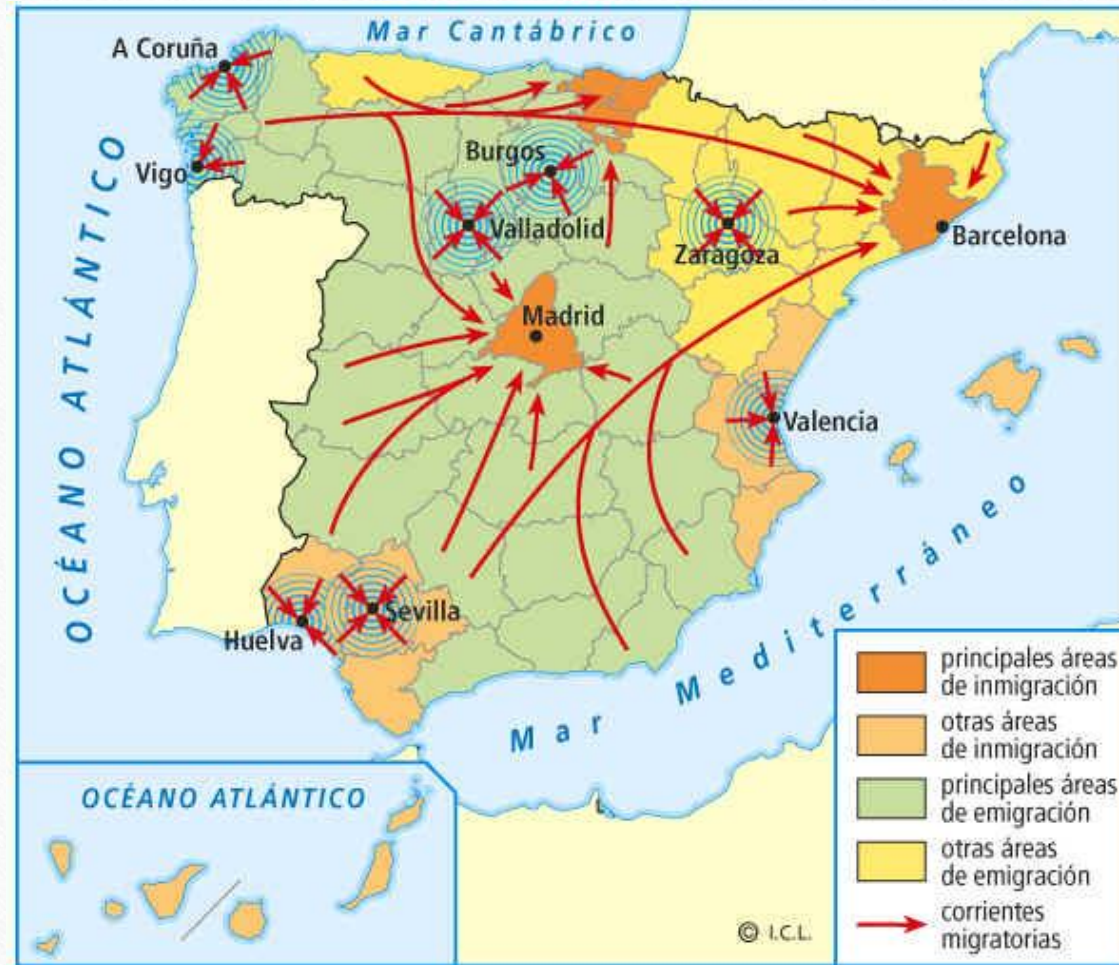 Mar Cantábrico
A Coruña
Vigo
Burgos
Valladolid
Zaragoza
Barcelona
Madrid
Valencia
Sevilla
Huelva
OCÉANO ATLÁNTICO
Mar Mediterráneo
OCÉANO ATLÁNTICO
principales áreas
de inmigración
otras áreas
de inmigración
principales áreas
de emigración
otras áreas
de emigración
corrientes
migratorias
© I.C.L.